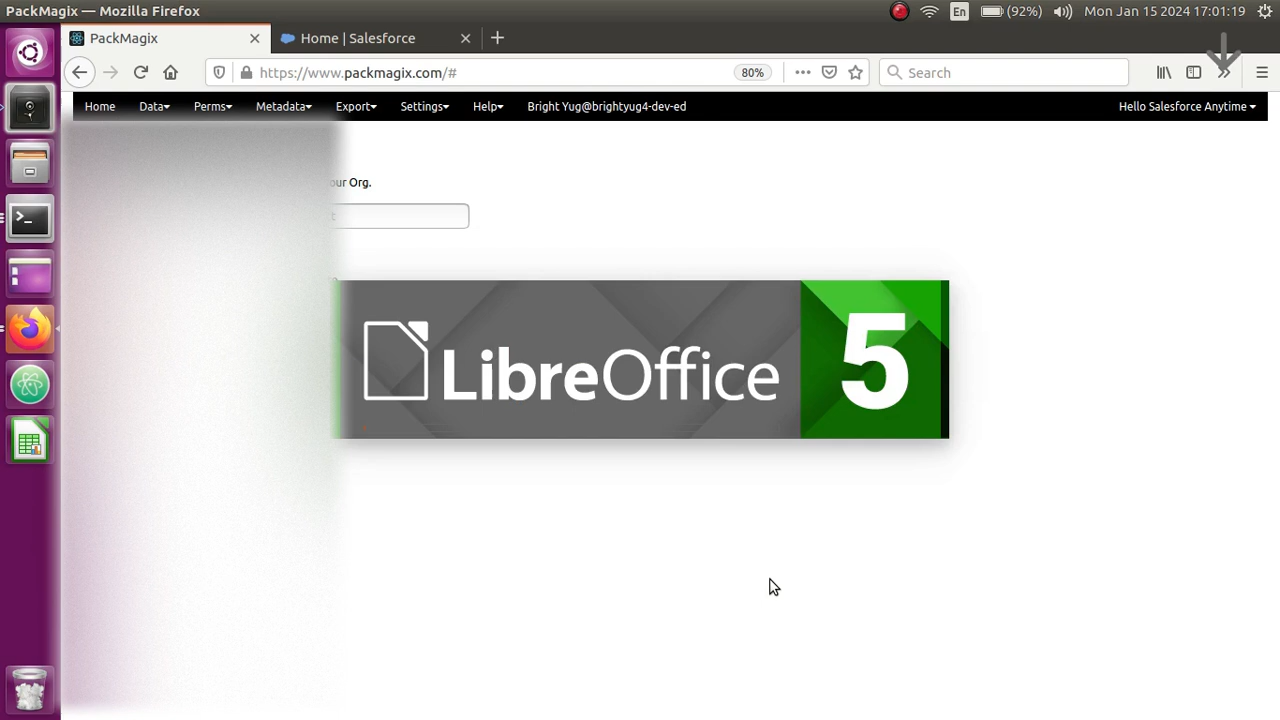 PackMagix — Mozilla Firefox
En (92%) Mon Jan 15 2024 17:01:19
PackMagix Home | Salesforce
https://www.packmagix.com/# 80% Search
Home Data Perms Metadata Export Settings Help Bright Yug@brightyug4-dev-ed Hello Salesforce Anytime
Org.
LibreOffice 5